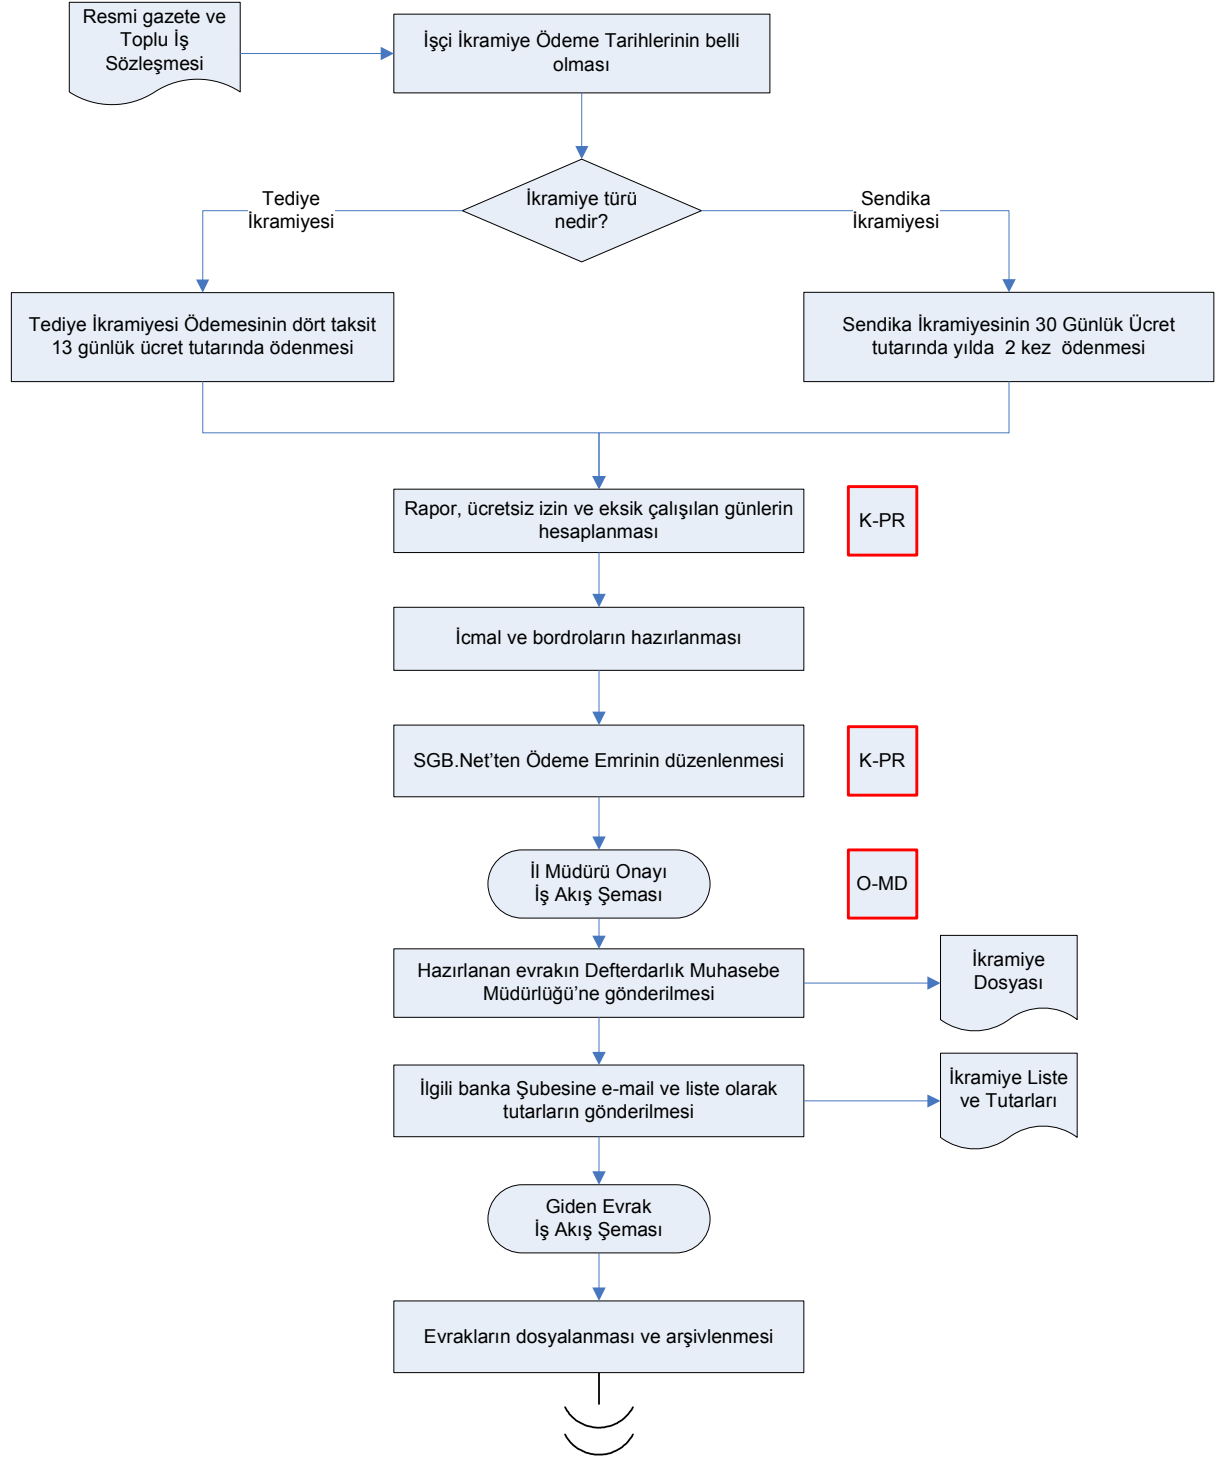 Resmi gazete ve
Toplu İş
Sözleşmesi
İşçi İkramiye Ödeme Tarihlerinin belli
olması
İkramiye türü
nedir?
Tediye
İkramiyesi
Sendika
İkramiyesi
Tediye İkramiyesi Ödemesinin dört taksit
13 günlük ücret tutarında ödenmesi
Sendika İkramiyesinin 30 Günlük Ücret
tutarında yılda 2 kez ödenmesi
Rapor, ücretsiz izin ve eksik çalışılan günlerin
hesaplanması
K-PR
İcmal ve bordroların hazırlanması
SGB.Net’ten Ödeme Emrinin düzenlenmesi
K-PR
İl Müdürü Onayı
İş Akış Şeması
O-MD
Hazırlanan evrakın Defterdarlık Muhasebe
Müdürlüğü’ne gönderilmesi
İkramiye
Dosyası
İlgili banka Şubesine e-mail ve liste olarak
tutarların gönderilmesi
İkramiye Liste
ve Tutarları
Giden Evrak
İş Akış Şeması
Evrakların dosyalanması ve arşivlenmesi